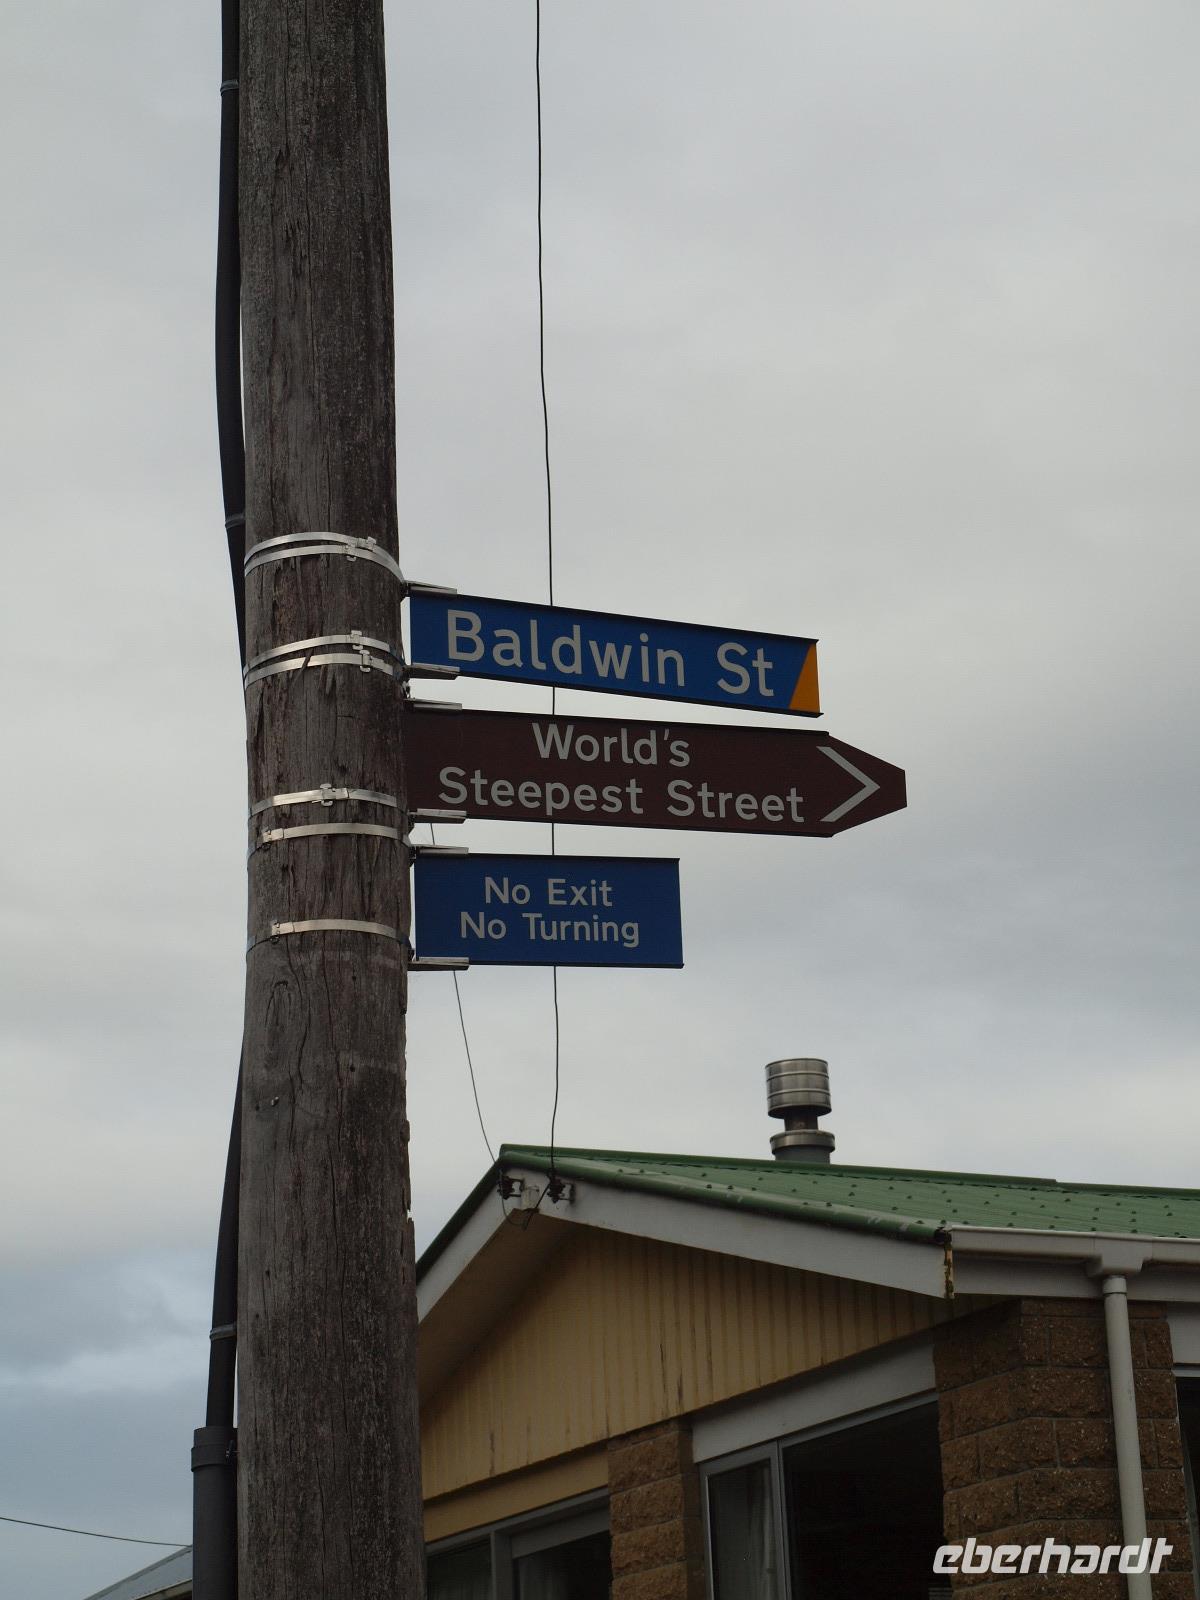 Baldwin St
World's
Steepest Street
No Exit
No Turning
eberhardt